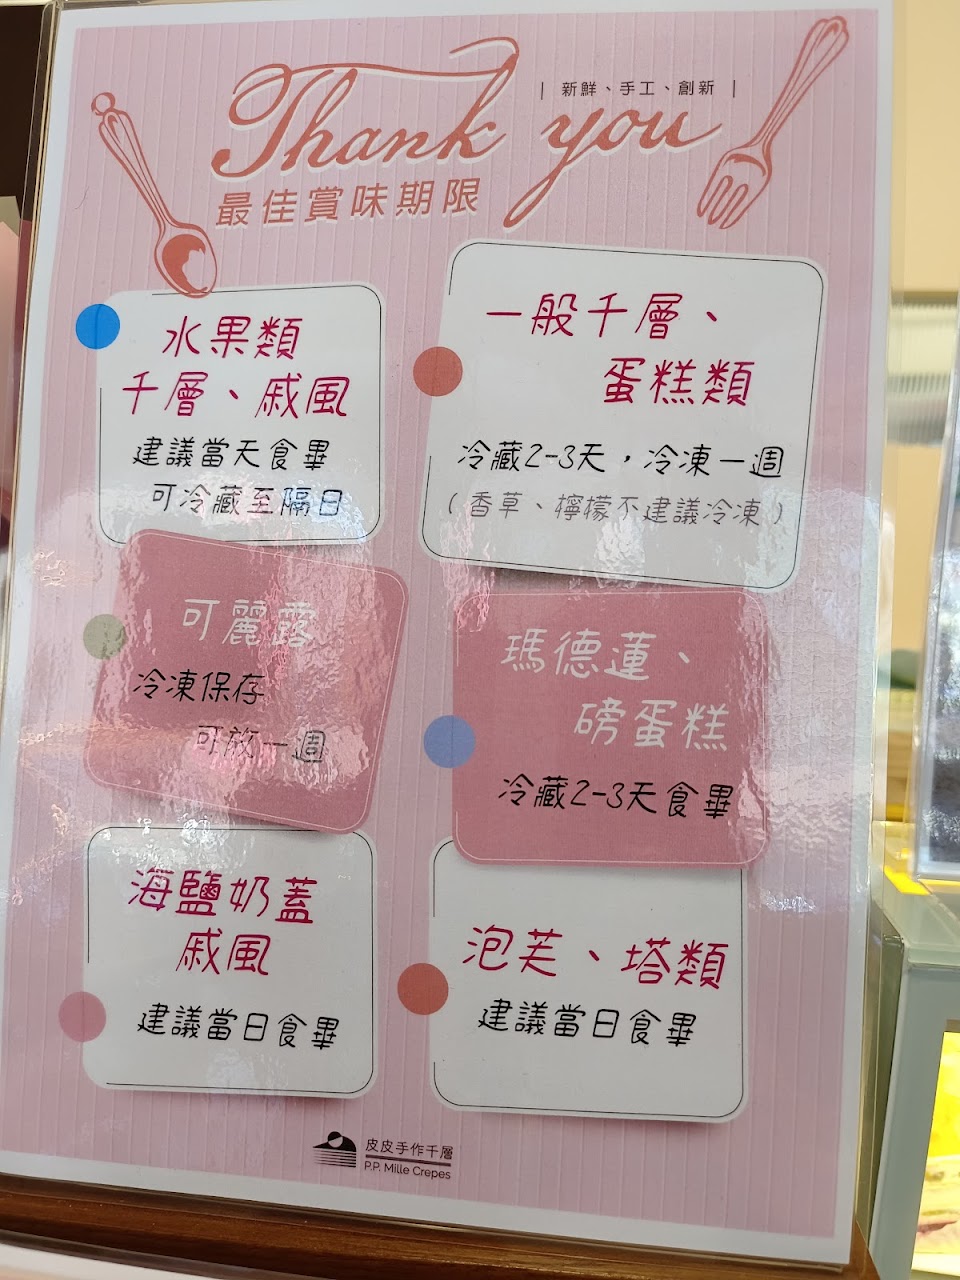 Thank you
| 新鮮、手工、創新 |
最佳賞味期限
水果類
千層、戚風
建議當天食畢
可冷藏至隔日
一般千層、
蛋糕類
冷藏2-3天，冷凍一週
（香草、檸檬不建議冷凍）
可麗露
冷凍保存
可放一週
瑪德蓮、
磅蛋糕
冷藏2-3天食畢
海鹽奶蓋
戚風
建議當日食畢
泡芙、塔類
建議當日食畢
皮皮手作千層
P.P. Mille Crepes